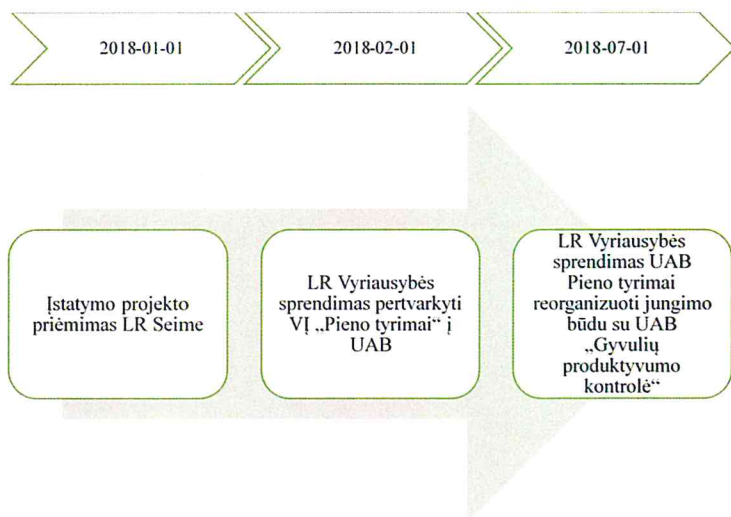 2018-01-01
2018-02-01
2018-07-01
Įstatymo projekto
priėmimas LR Seime
LR Vyriausybės
sprendimas pertvarkyti
VĮ „Pieno tyrimai“ į
UAB
LR Vyriausybės
sprendimas UAB
Pieno tyrimai
reorganizuoti jungimo
būdu su UAB
„Gyvulių
produktyvumo
kontrolė“